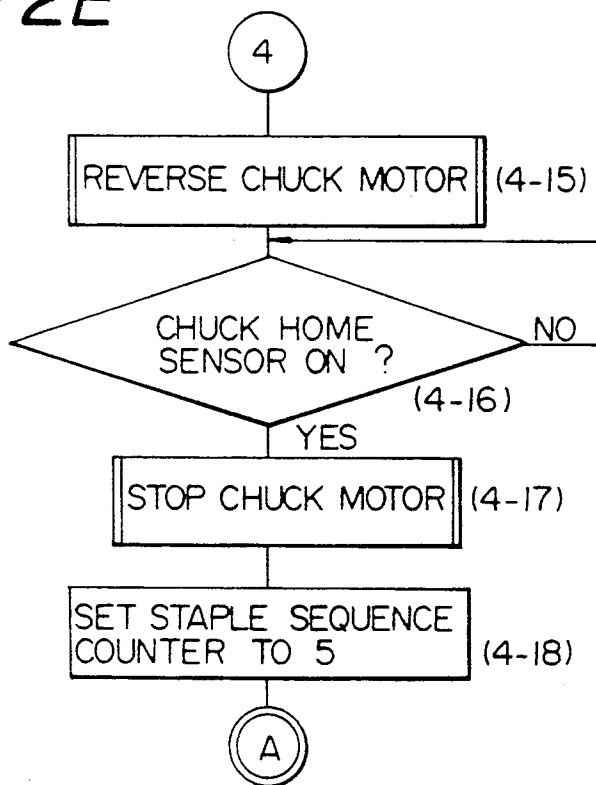 2E
4
REVERSE CHUCK MOTOR (4-15)
CHUCK HOME
SENSOR ON ?
NO
(4-16)
YES
STOP CHUCK MOTOR (4-17)
SET STAPLE SEQUENCE
COUNTER TO 5
(4-18)
A